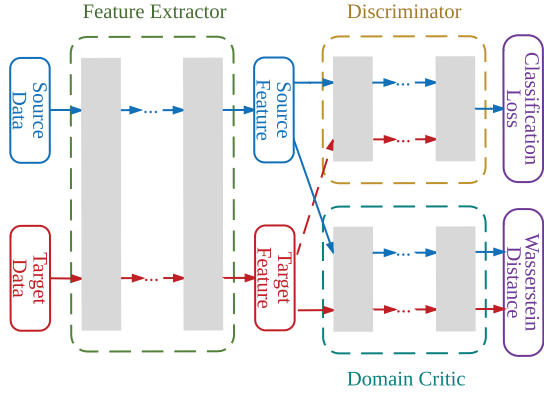 Feature Extractor
Discriminator
Source
Data
...
Source
Feature
...
...
Classification
Loss
Target
Data
...
Target
Feature
...
...
Wasserstein
Distance
Domain Critic